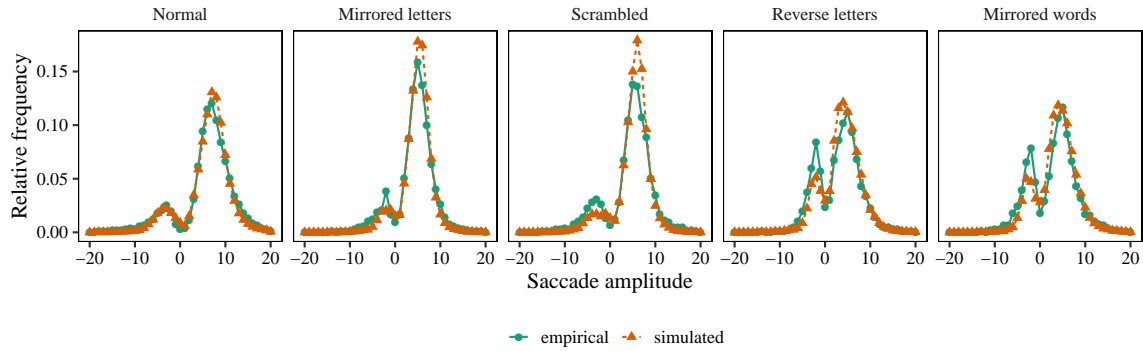 Normal Mirrored letters Scrambled Reverse letters Mirrored words
Relative frequency
0.15
0.10
0.05
0.00
−20 −10 0 10 20 −20 −10 0 10 20 −20 −10 0 10 20 −20 −10 0 10 20 −20 −10 0 10 20
Saccade amplitude
empirical simulated